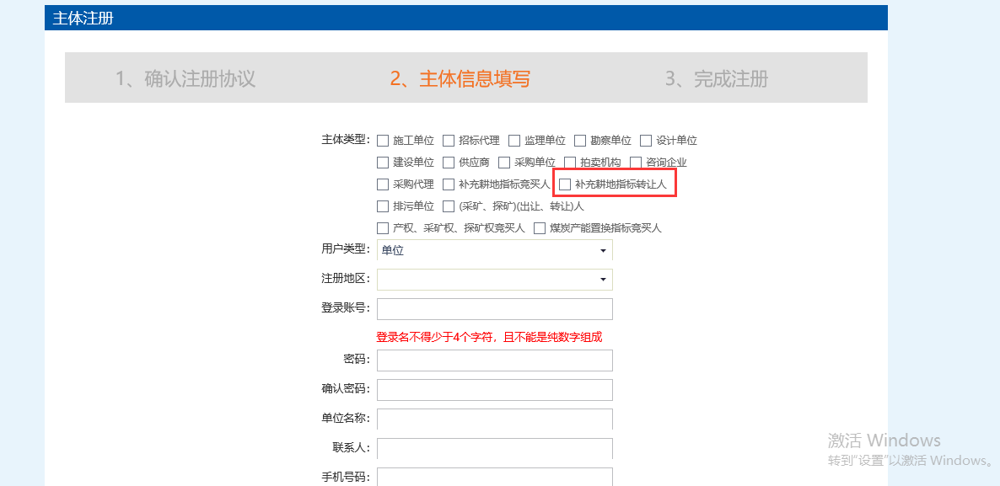 主体注册
1、确认注册协议 2、主体信息填写 3、完成注册
主体类型： 施工单位 招标代理 监理单位 勘察单位 设计单位
建设单位 供应商 采购单位 拍卖机构 咨询企业
采购代理 补充耕地指标竞买人 补充耕地指标转让人
排污单位 (采矿、探矿)(出让、转让)人
产权、采矿权、探矿权竞买人 煤炭产能置换指标竞买人
用户类型： 单位
注册地区：
登录账号：
登录名不得少于4个字符，且不能是纯数字组成
密码：
确认密码：
单位名称：
联系人：
手机号码：
激活 Windows
转到“设置”以激活 Windows。